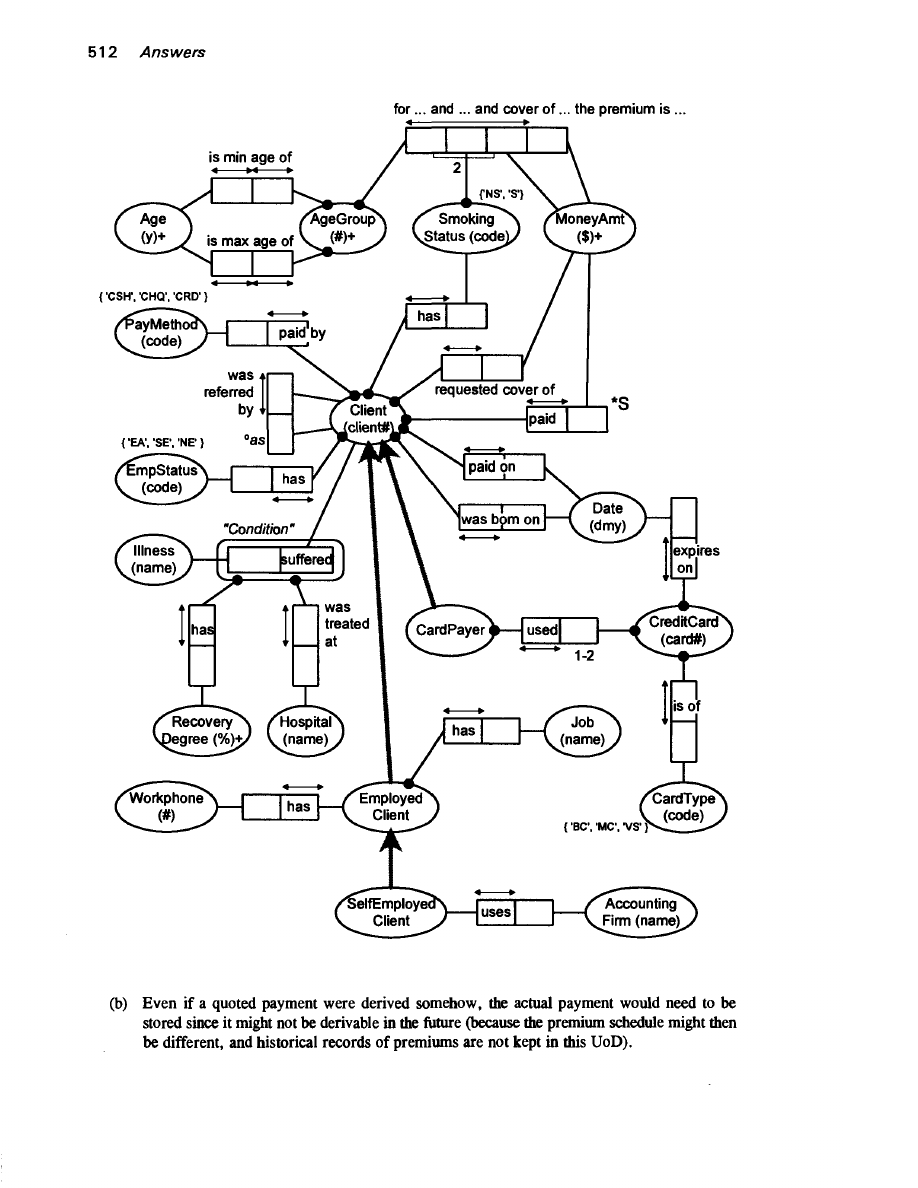 512 Answers
for ... and ... and cover of ... the premium is ...
is min age of
2
{'NS', 'S'}
Age
(y)+
AgeGroup
(#)+
Smoking
Status (code)
MoneyAmt
($)+
is max age of
{ 'CSH', 'CHQ', 'CRD' }
PayMethod
(code)
paid by
has
was
referred
by
requested cover of
Client
(client#)
paid
*S
°as
{ 'EA', 'SE', 'NE' }
EmpStatus
(code)
has
paid on
was born on
Date
(dmy)
"Condition"
Illness
(name)
suffered
expires
on
has
was
treated
at
CardPayer
used
1-2
CreditCard
(card#)
is of
Recovery
Degree (%)+
Hospital
(name)
has
Job
(name)
Workphone
(#)
has
Employed
Client
CardType
(code)
{ 'BC', 'MC', 'VS' }
SelfEmployed
Client
uses
Accounting
Firm (name)
(b) Even if a quoted payment were derived somehow, the actual payment would need to be
stored since it might not be derivable in the future (because the premium schedule might then
be different, and historical records of premiums are not kept in this UoD).